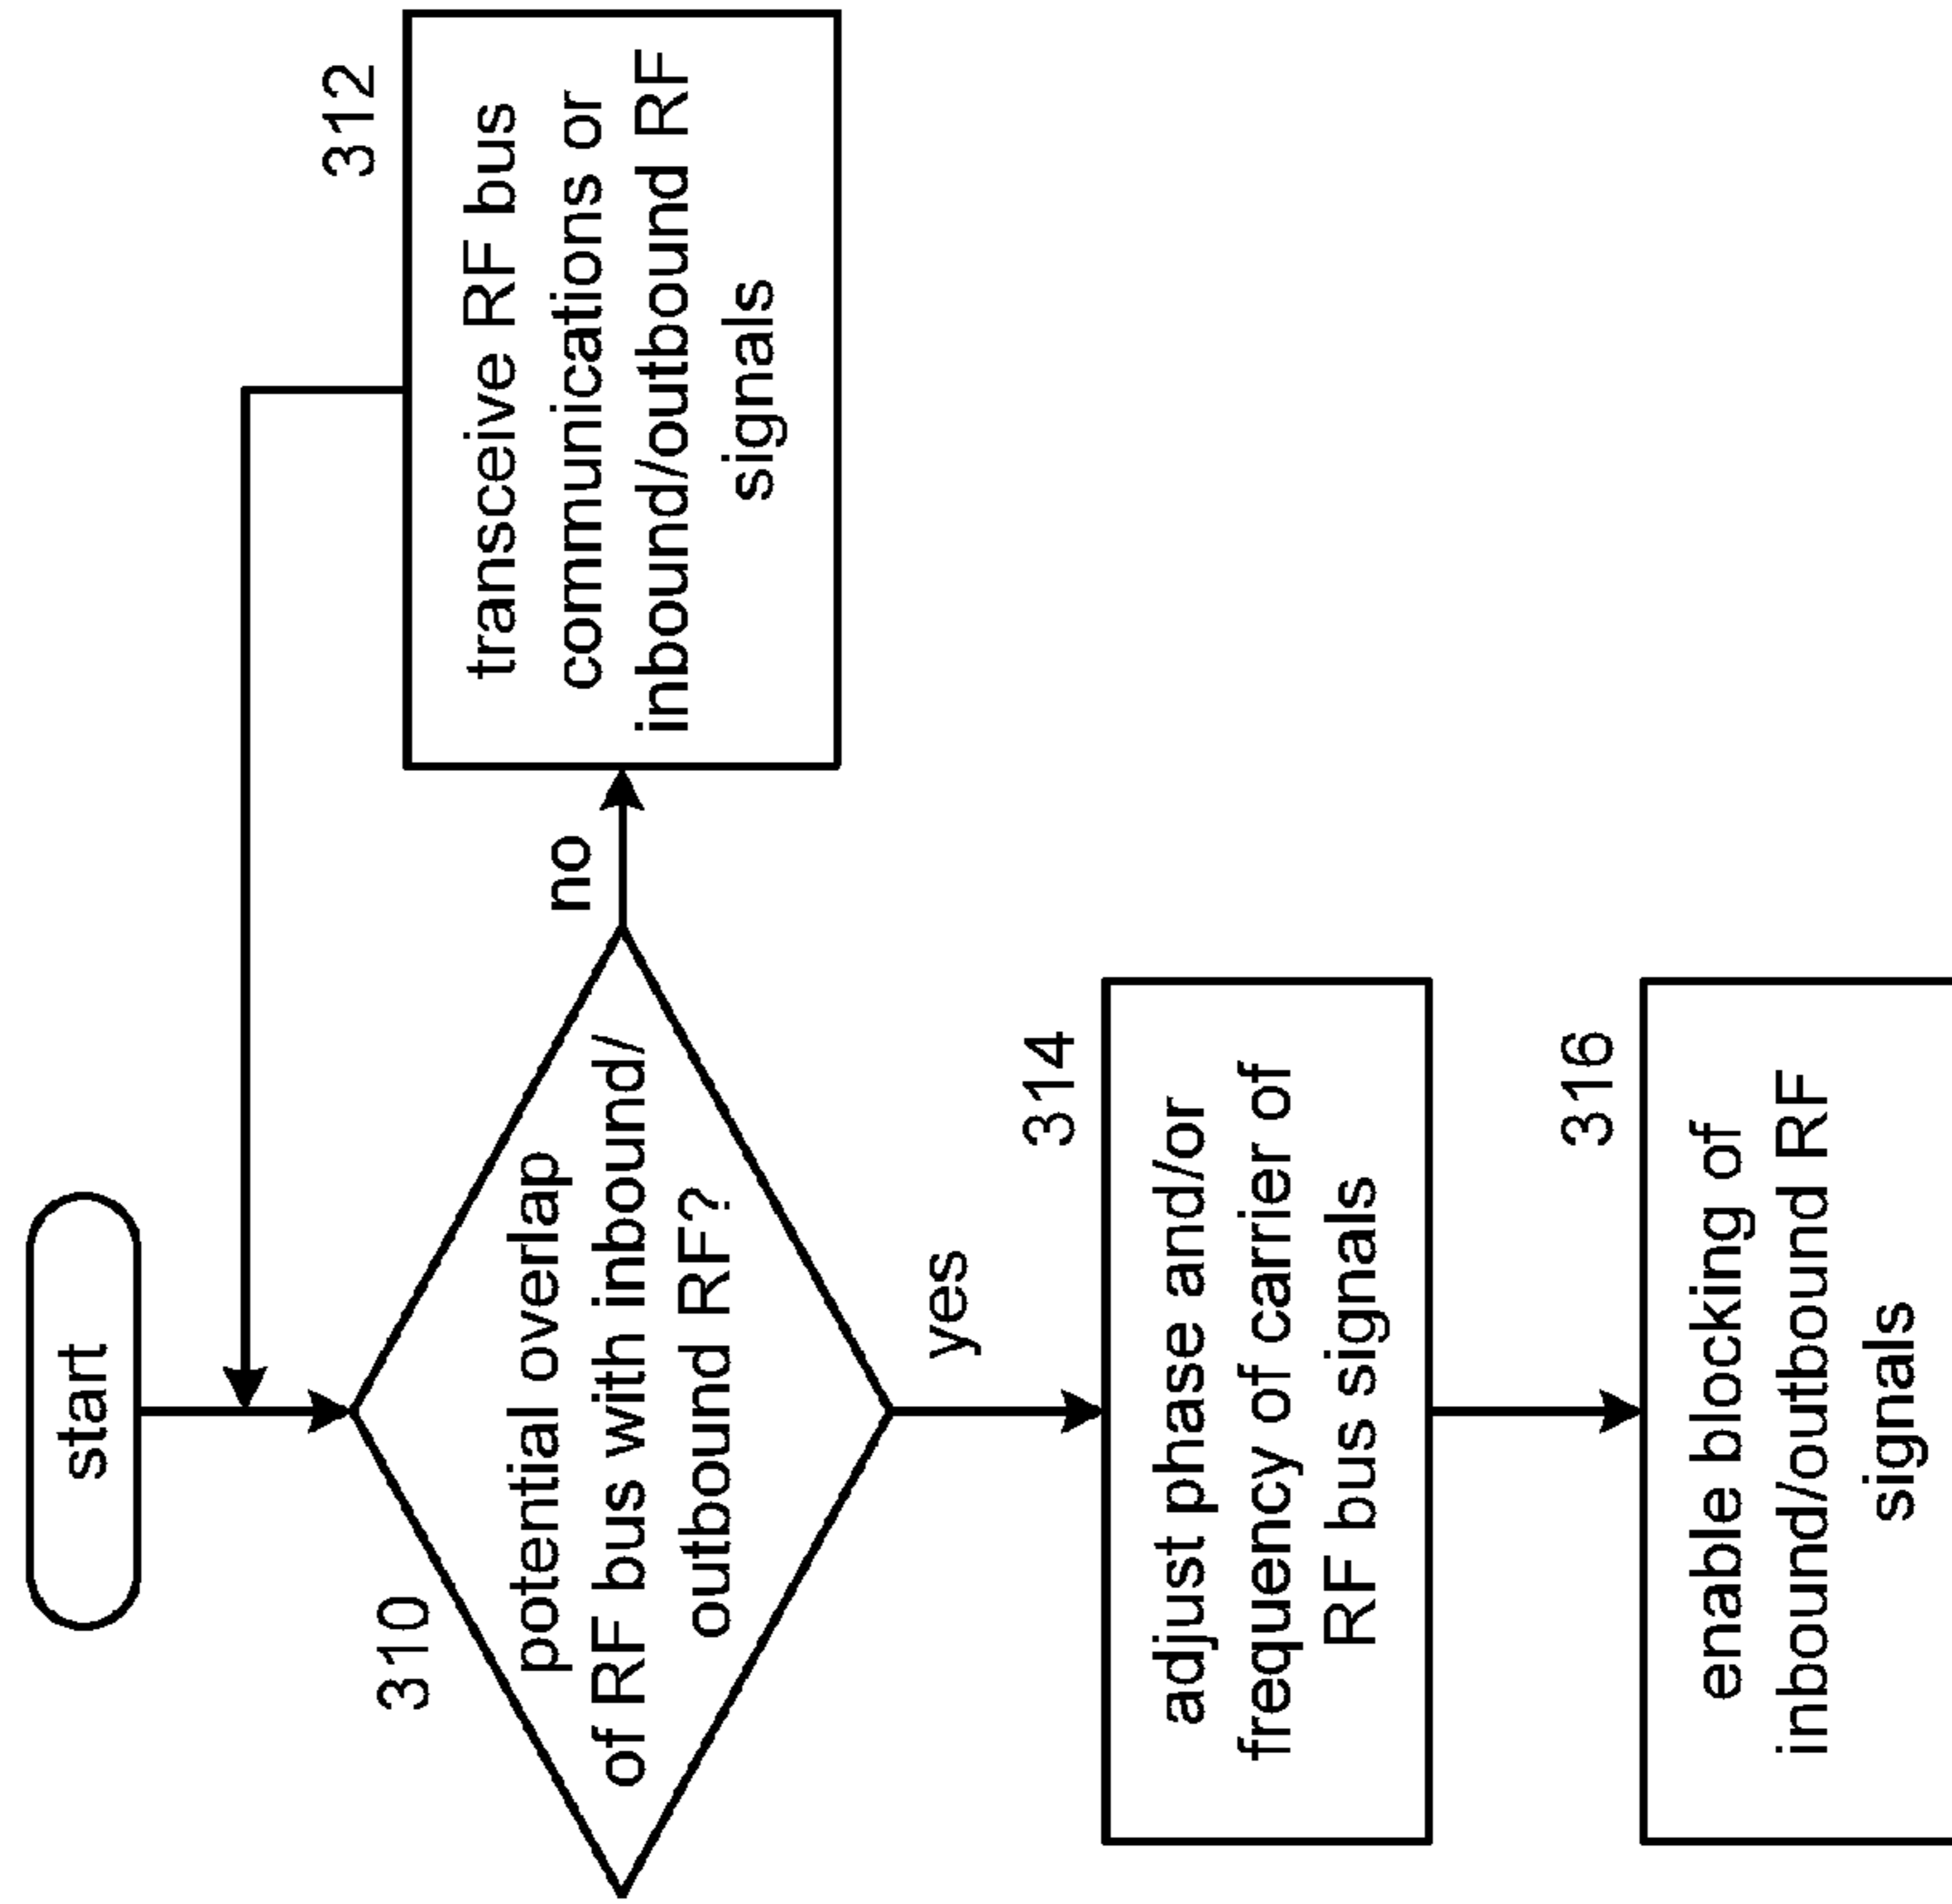 start
310
potential overlap
of RF bus with inbound/
outbound RF?
no
312
transceive RF bus
communications or
inbound/outbound RF
signals
yes
314
adjust phase and/or
frequency of carrier of
RF bus signals
316
enable blocking of
inbound/outbound RF
signals